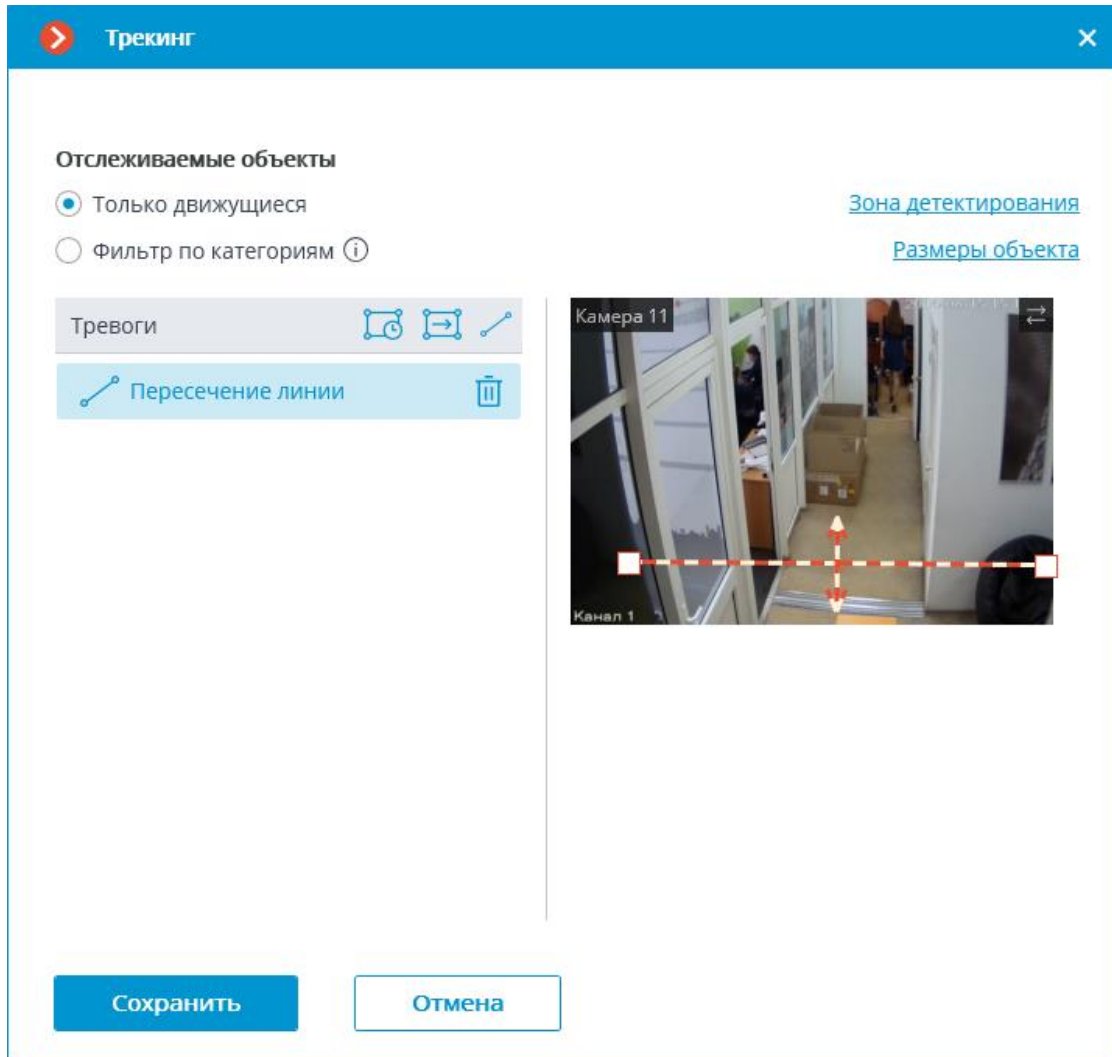 Трекинг
Отслеживаемые объекты
Только движущиеся
Зона детектирования
Фильтр по категориям
Размеры объекта
Тревоги
Камера 11
Пересечение линии
Канал 1
Сохранить
Отмена